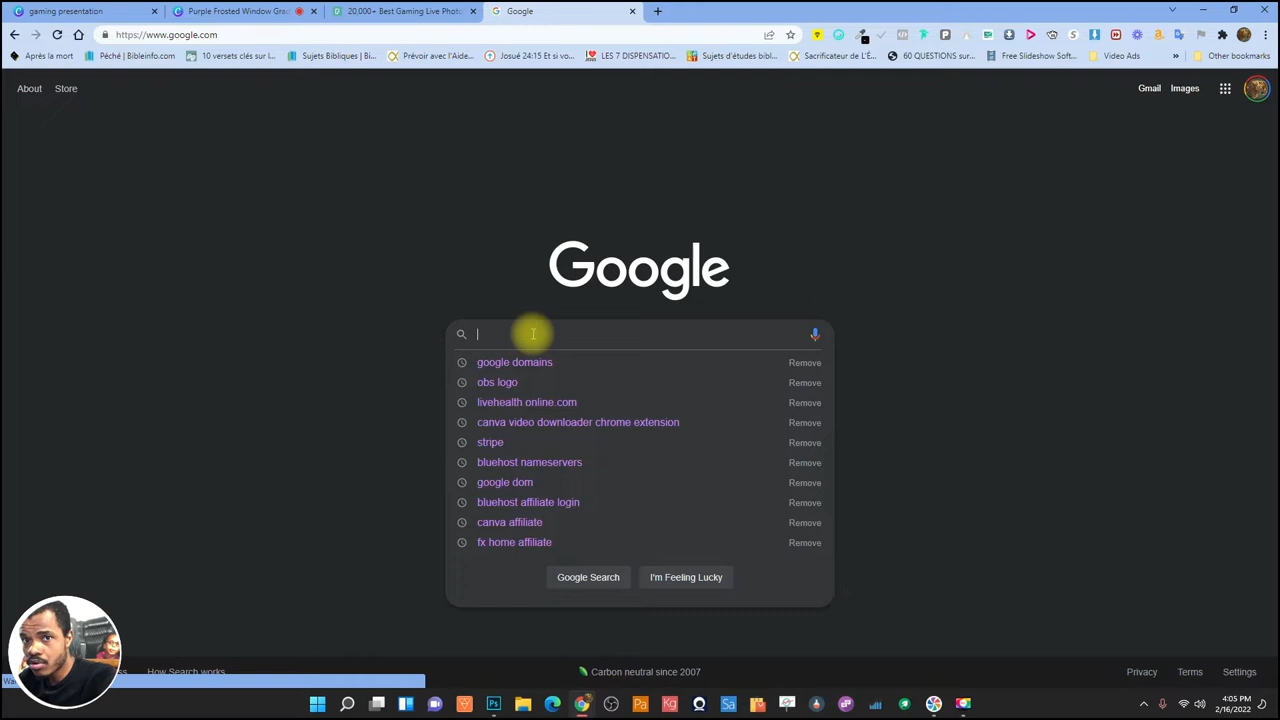 gaming presentation
Purple Frosted Window Grad
20,000+ Best Gaming Live Photo
Google
https://www.google.com
Aprés la mort
Péché | Bibleinfo.com
10 versets clés sur l...
Sujets Bibliques | Bi...
Prévoir avec l'Aide...
Josué 24:15 Et si vo...
LES 7 DISPENSATIO...
Sujets d'études bibl...
Sacrificateur de L'É...
60 QUESTIONS sur...
Free Slideshow Soft...
Video Ads
»
Other bookmarks
About
Store
Gmail
Images
Google
google domains
Remove
obs logo
Remove
livehealth online.com
Remove
canva video downloader chrome extension
Remove
stripe
Remove
bluehost nameservers
Remove
google dom
Remove
bluehost affiliate login
Remove
canva affiliate
Remove
fx home affiliate
Remove
Google Search
I'm Feeling Lucky
How Search works
Carbon neutral since 2007
Privacy
Terms
Settings
4:05 PM
2/16/2022